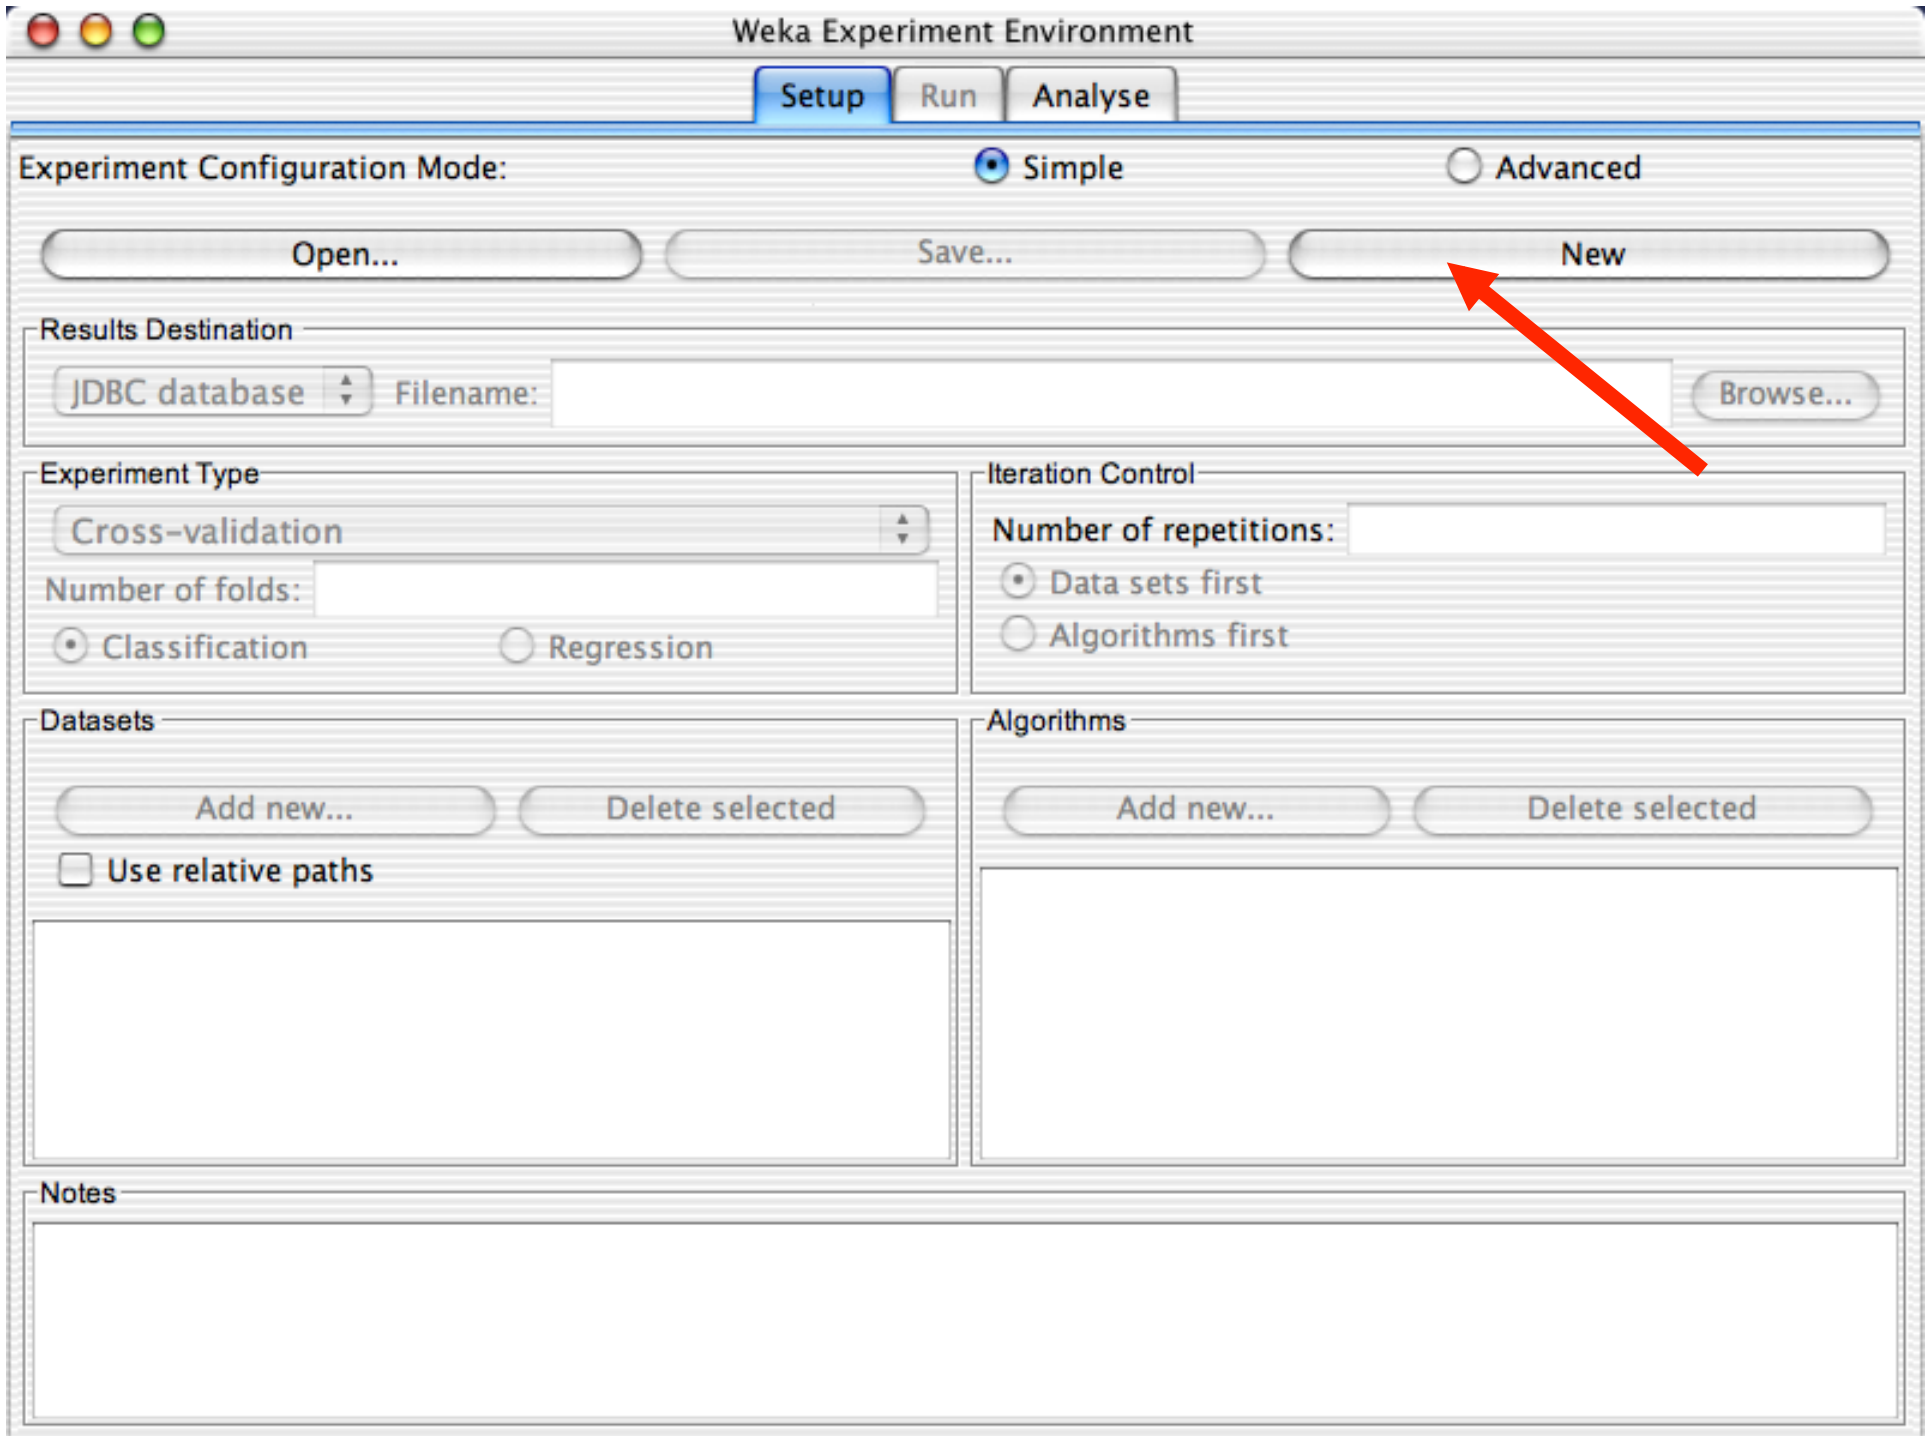 Weka Experiment Environment
Setup Run Analyse
Experiment Configuration Mode: Simple Advanced
Open... Save... New
Results Destination
JDBC database Filename: Browse...
Experiment Type
Cross-validation
Number of folds:
Classification Regression
Iteration Control
Number of repetitions:
Data sets first
Algorithms first
Datasets
Add new... Delete selected
Use relative paths
Algorithms
Add new... Delete selected
Notes